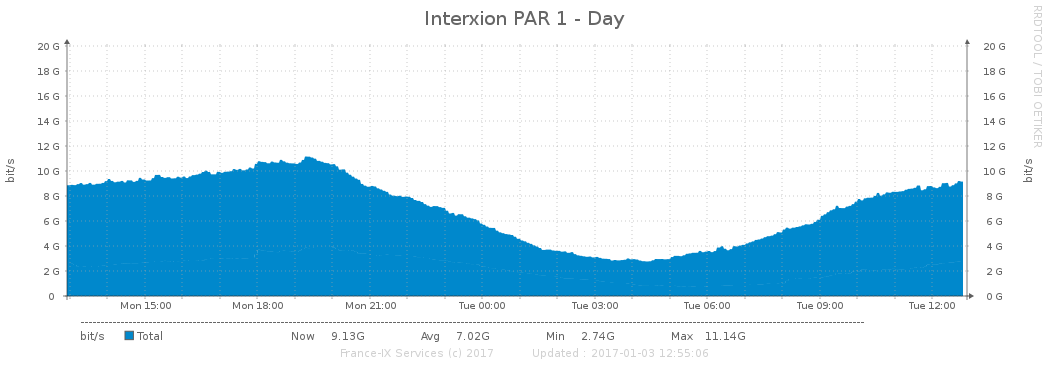 Interxion PAR 1 - Day
RRDTOOL / TOBI OETIKER
20 G 20 G
18 G 18 G
16 G 16 G
14 G 14 G
12 G 12 G
10 G 10 G
8 G 8 G
6 G 6 G
4 G 4 G
2 G 2 G
0 0 G
bit/s
bit/s
Mon 15:00 Mon 18:00 Mon 21:00 Tue 00:00 Tue 03:00 Tue 06:00 Tue 09:00 Tue 12:00
bit/s Total Now 9.13G Avg 7.02G Min 2.74G Max 11.14G
France-IX Services (c) 2017 Updated : 2017-01-03 12:55:06